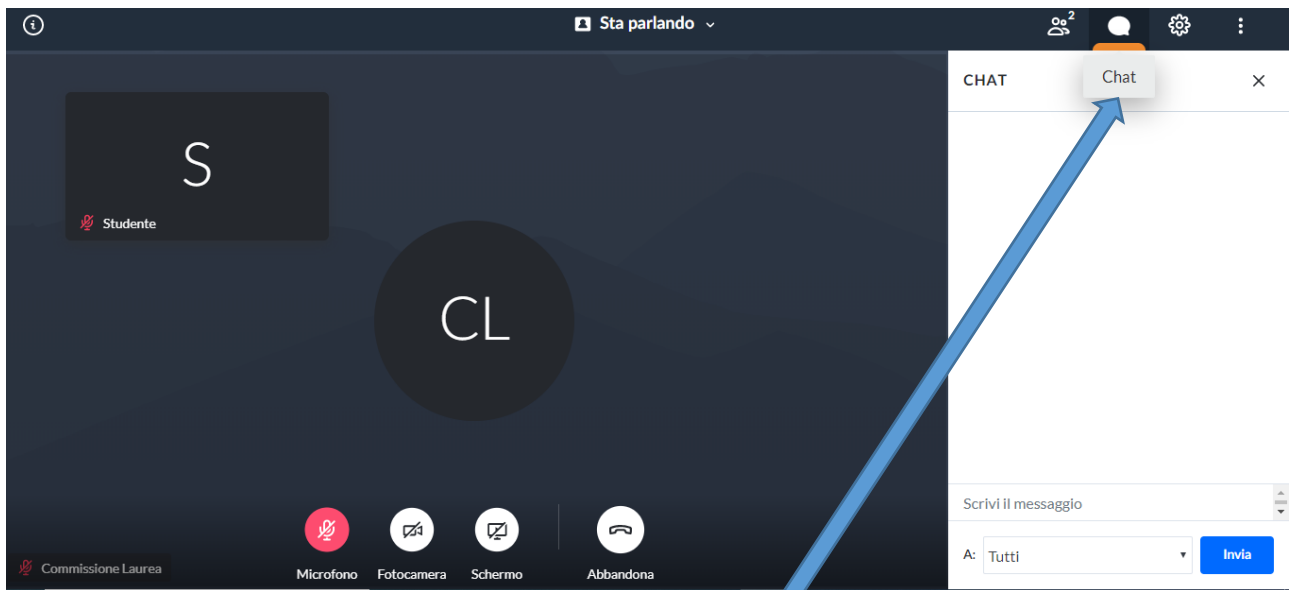 Sta parlando
2
CHAT
Chat
S
Studente
CL
Scrivi il messaggio
A: Tutti
Invia
Commissione Laurea
Microfono Fotocamera Schermo Abbandona